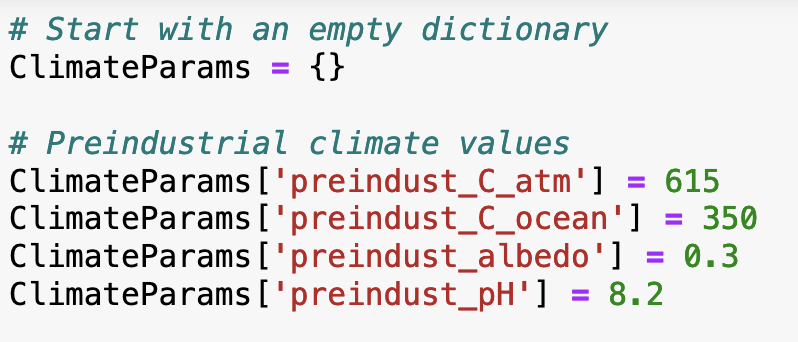 # Start with an empty dictionary
ClimateParams = {}
# Preindustrial climate values
ClimateParams['preindust_C_atm'] = 615
ClimateParams['preindust_C_ocean'] = 350
ClimateParams['preindust_albedo'] = 0.3
ClimateParams['preindust_pH'] = 8.2